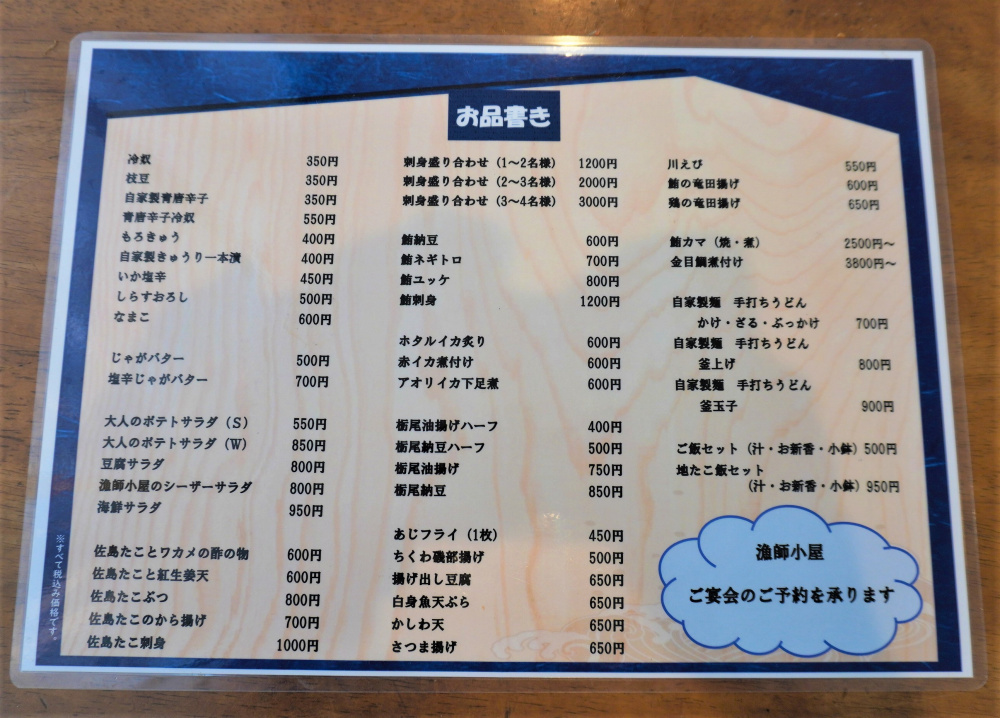 お品書き
冷奴 350円
枝豆 350円
自家製青唐辛子 350円
青唐辛子冷奴 550円
もろきゅう 400円
自家製きゅうり一本漬 400円
いか塩辛 450円
しらすおろし 500円
なまこ 600円
じゃがバター 500円
塩辛じゃがバター 700円
大人のポテトサラダ（S） 550円
大人のポテトサラダ（W） 850円
豆腐サラダ 800円
漁師小屋のシーザーサラダ 800円
海鮮サラダ 950円
佐島たことワカメの酢の物 600円
佐島たこと紅生姜天 600円
佐島たこぶつ 800円
佐島たこのから揚げ 700円
佐島たこ刺身 1000円
※すべて税込み価格です。
刺身盛り合わせ（1～2名様） 1200円
刺身盛り合わせ（2～3名様） 2000円
刺身盛り合わせ（3～4名様） 3000円
鮪納豆 600円
鮪ネギトロ 700円
鮪ユッケ 800円
鮪刺身 1200円
ホタルイカ炙り 600円
赤イカ煮付け 600円
アオリイカ下足煮 600円
栃尾油揚げハーフ 400円
栃尾納豆ハーフ 500円
栃尾油揚げ 750円
栃尾納豆 850円
あじフライ（1枚） 450円
ちくわ磯部揚げ 500円
揚げ出し豆腐 650円
白身魚天ぷら 650円
かしわ天 650円
さつま揚げ 650円
川えび 550円
鮪の竜田揚げ 600円
鶏の竜田揚げ 650円
鮪カマ（焼・煮） 2500円～
金目鯛煮付け 3800円～
自家製麺　手打ちうどん
かけ・ざる・ぶっかけ 700円
自家製麺　手打ちうどん
釜上げ 800円
自家製麺　手打ちうどん
釜玉子 900円
ご飯セット（汁・お新香・小鉢）500円
地たこ飯セット
（汁・お新香・小鉢）950円
漁師小屋
ご宴会のご予約を承ります